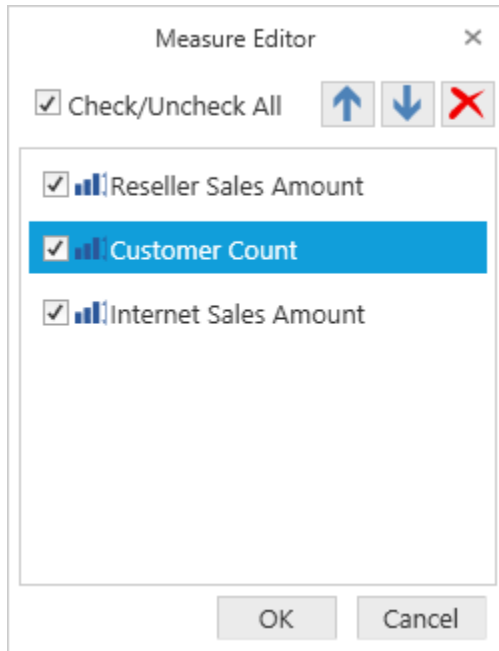 Measure Editor
Check/Uncheck All
Reseller Sales Amount
Customer Count
Internet Sales Amount
OK Cancel